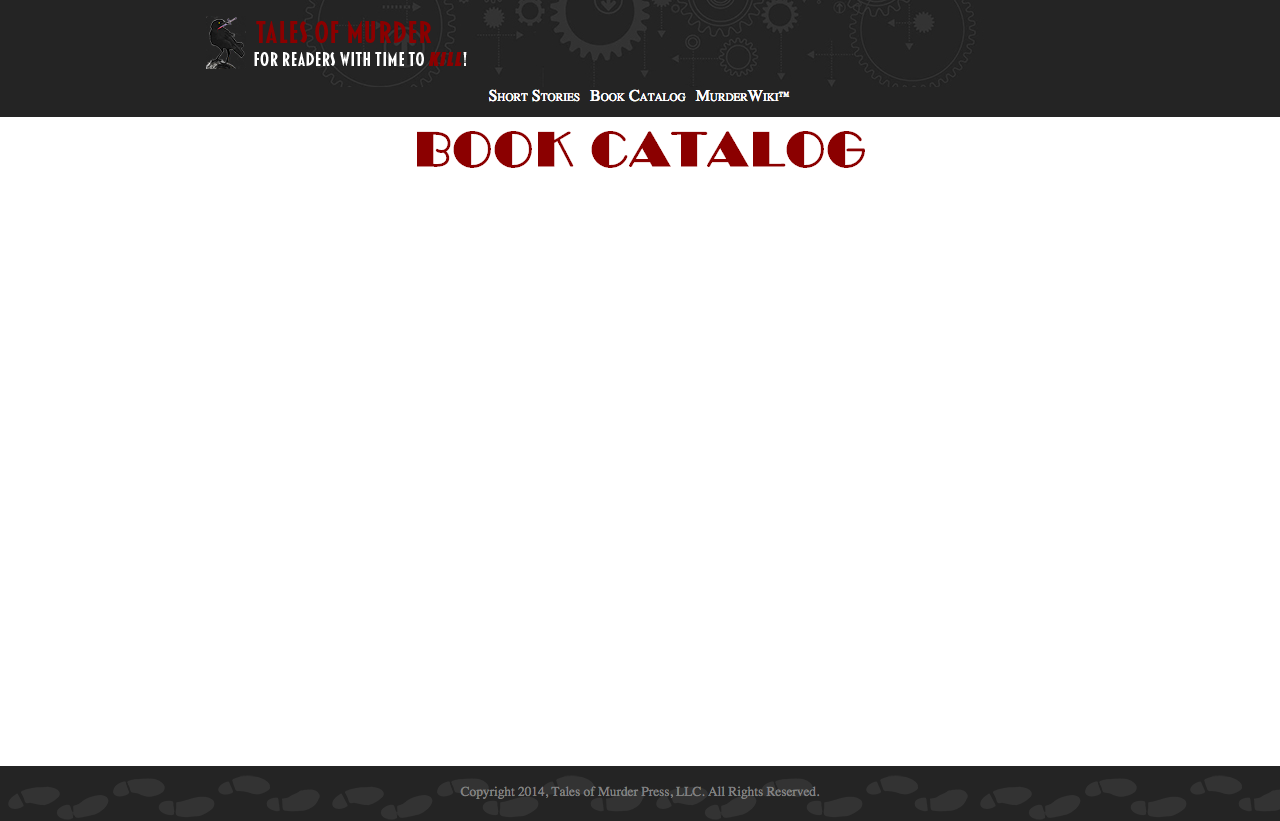 TALES OF MURDER
FOR READERS WITH TIME TO KILL!
Short Stories Book Catalog MurderWiki™
BOOK CATALOG
Copyright 2014, Tales of Murder Press, LLC. All Rights Reserved.